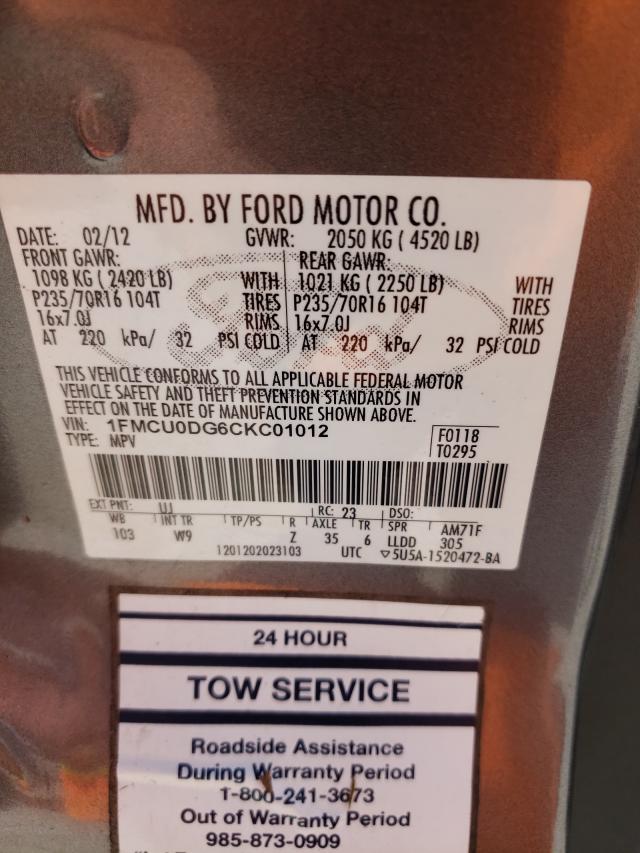 MFD. BY FORD MOTOR CO.
DATE: 02/12 GVWR: 2050 KG ( 4520 LB)
FRONT GAWR: REAR GAWR:
1098 KG (2420 LB) WITH 1021 KG ( 2250 LB) WITH
P235/70R16 104T TIRES P235/70R16 104T TIRES
16x7.0J RIMS 16x7.0J RIMS
AT 220 kPa/ 32 PSI COLD AT 220 kPa/ 32 PSI COLD
THIS VEHICLE CONFORMS TO ALL APPLICABLE FEDERAL MOTOR
VEHICLE SAFETY AND THEFT PREVENTION STANDARDS IN
EFFECT ON THE DATE OF MANUFACTURE SHOWN ABOVE.
VIN: 1FMCU0DG6CKC01012 F0118
TYPE: MPV T0295
EXT PNT: UJ RC: 23 DSO:
WB INT TR TP/PS R AXLE TR SPR AM71F
103 W9 Z 35 6 LLDD 305
1201202023103 UTC ▽5U5A-1520472-BA
24 HOUR
TOW SERVICE
Roadside Assistance
During Warranty Period
1-800-241-3673
Out of Warranty Period
985-873-0909